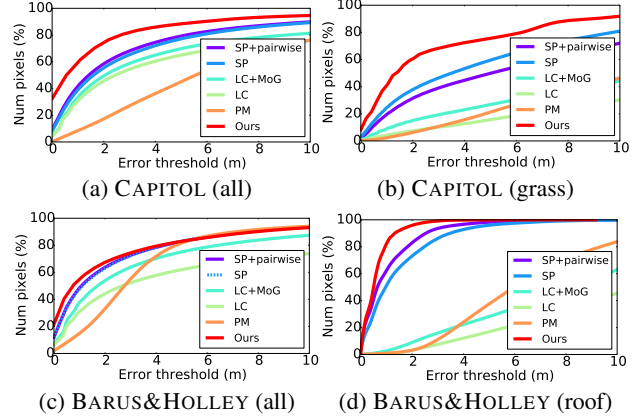 Num pixels (%)
100
80
60
40
20
0
0 2 4 6 8 10
Error threshold (m)
SP+pairwise
SP
LC+MoG
LC
PM
Ours
(a) CAPITOL (all)
Num pixels (%)
100
80
60
40
20
0
0 2 4 6 8 10
Error threshold (m)
SP+pairwise
SP
LC+MoG
LC
PM
Ours
(b) CAPITOL (grass)
Num pixels (%)
100
80
60
40
20
0
0 2 4 6 8 10
Error threshold (m)
SP+pairwise
SP
LC+MoG
LC
PM
Ours
(c) BARUS&HOLLEY (all)
Num pixels (%)
100
80
60
40
20
0
0 2 4 6 8 10
Error threshold (m)
SP+pairwise
SP
LC+MoG
LC
PM
Ours
(d) BARUS&HOLLEY (roof)